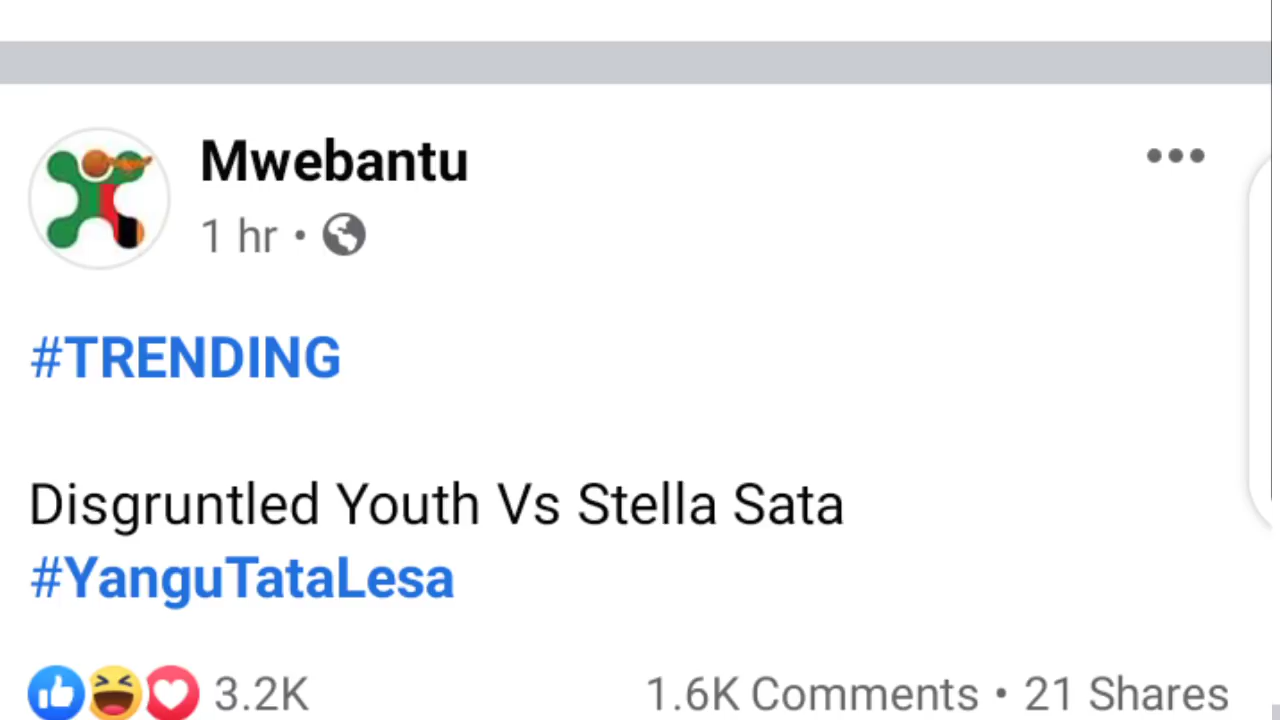 Mwebantu
1 hr •
#TRENDING
Disgruntled Youth Vs Stella Sata
#YanguTataLesa
3.2K
1.6K Comments • 21 Shares